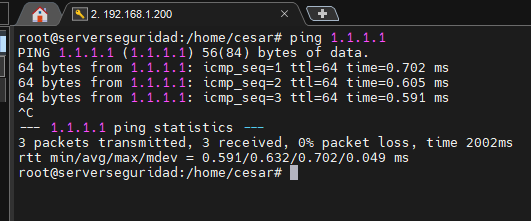 2. 192.168.1.200
root@serverseguridad:/home/cesar# ping 1.1.1.1
PING 1.1.1.1 (1.1.1.1) 56(84) bytes of data.
64 bytes from 1.1.1.1: icmp_seq=1 ttl=64 time=0.702 ms
64 bytes from 1.1.1.1: icmp_seq=2 ttl=64 time=0.605 ms
64 bytes from 1.1.1.1: icmp_seq=3 ttl=64 time=0.591 ms
^C
--- 1.1.1.1 ping statistics ---
3 packets transmitted, 3 received, 0% packet loss, time 2002ms
rtt min/avg/max/mdev = 0.591/0.632/0.702/0.049 ms
root@serverseguridad:/home/cesar#